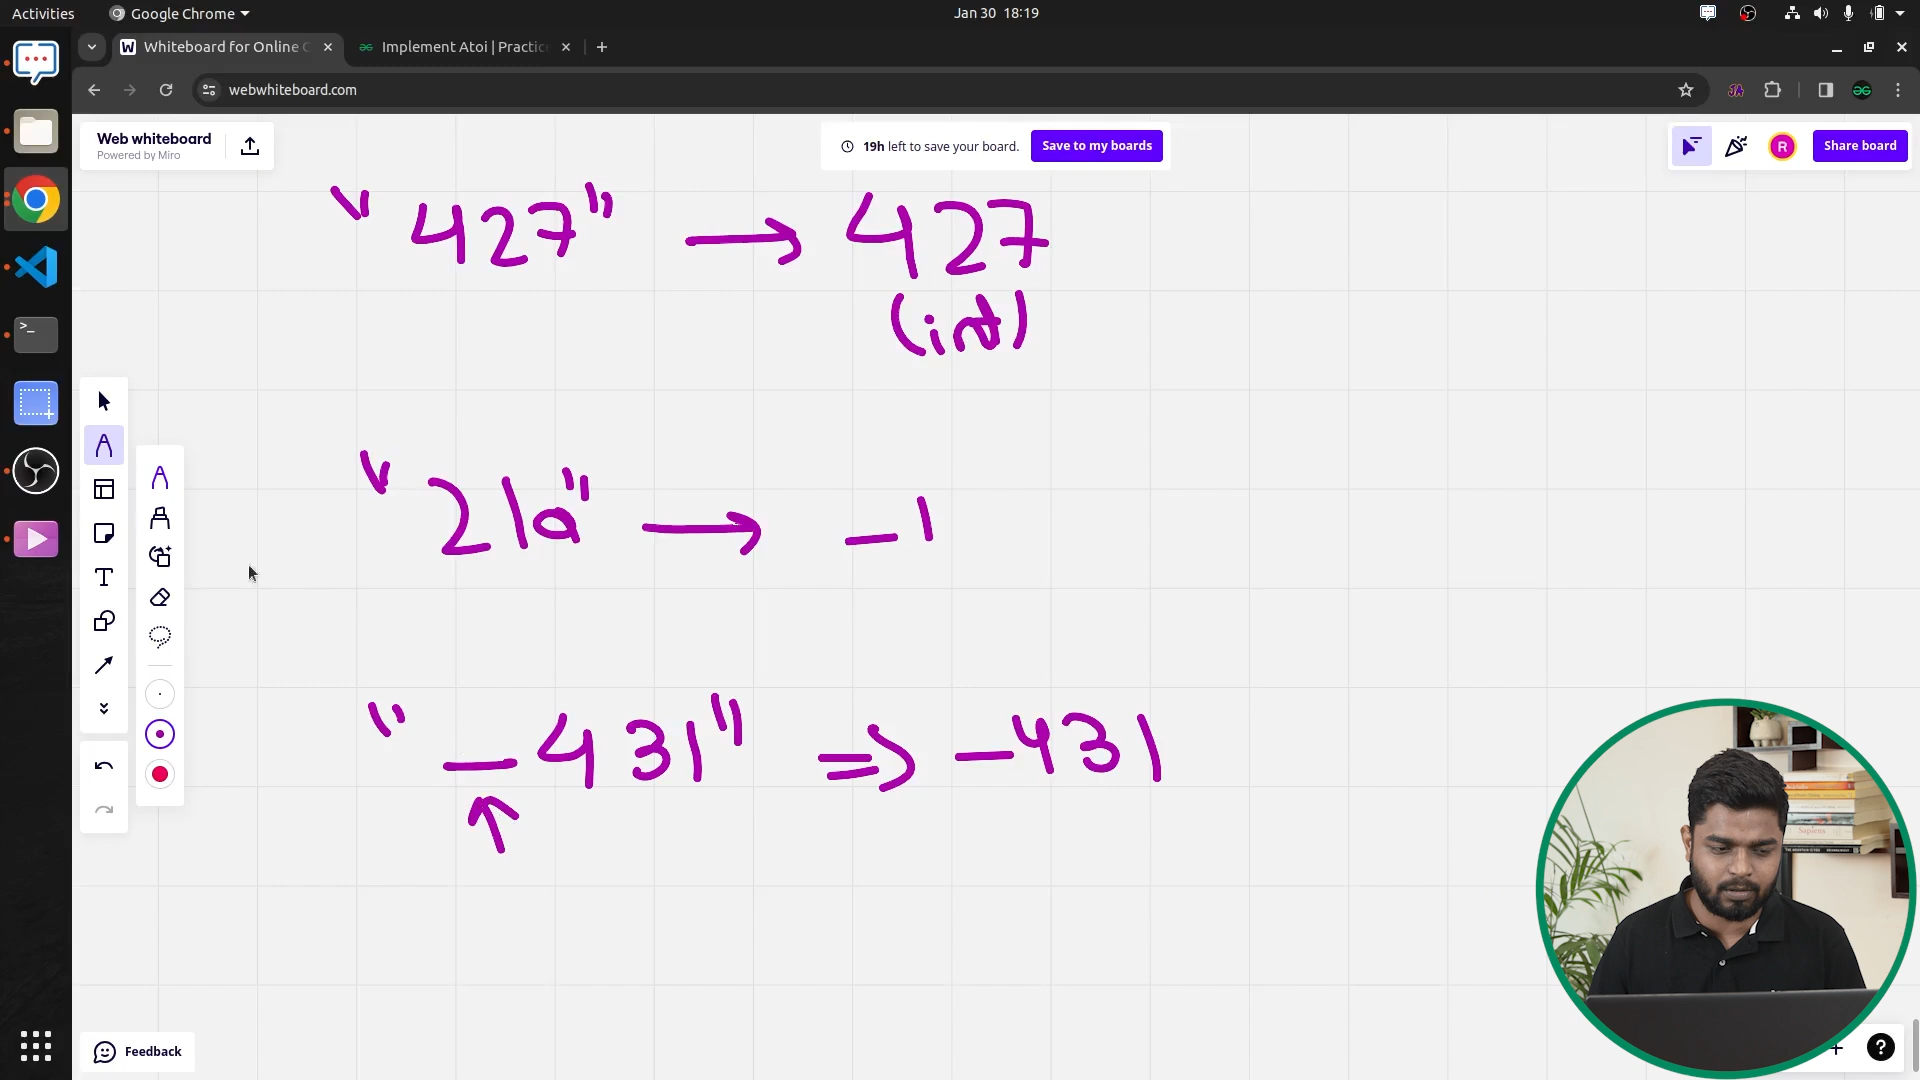 Activities Google Chrome Jan 30 18:19
Whiteboard for Online C Implement Atoi | Practic
webwhiteboard.com
Web whiteboard
Powered by Miro
19h left to save your board. Save to my boards
R Share board
"427" → 427
(int)
"21a" → -1
"-431" => -431
Sapiens
Feedback